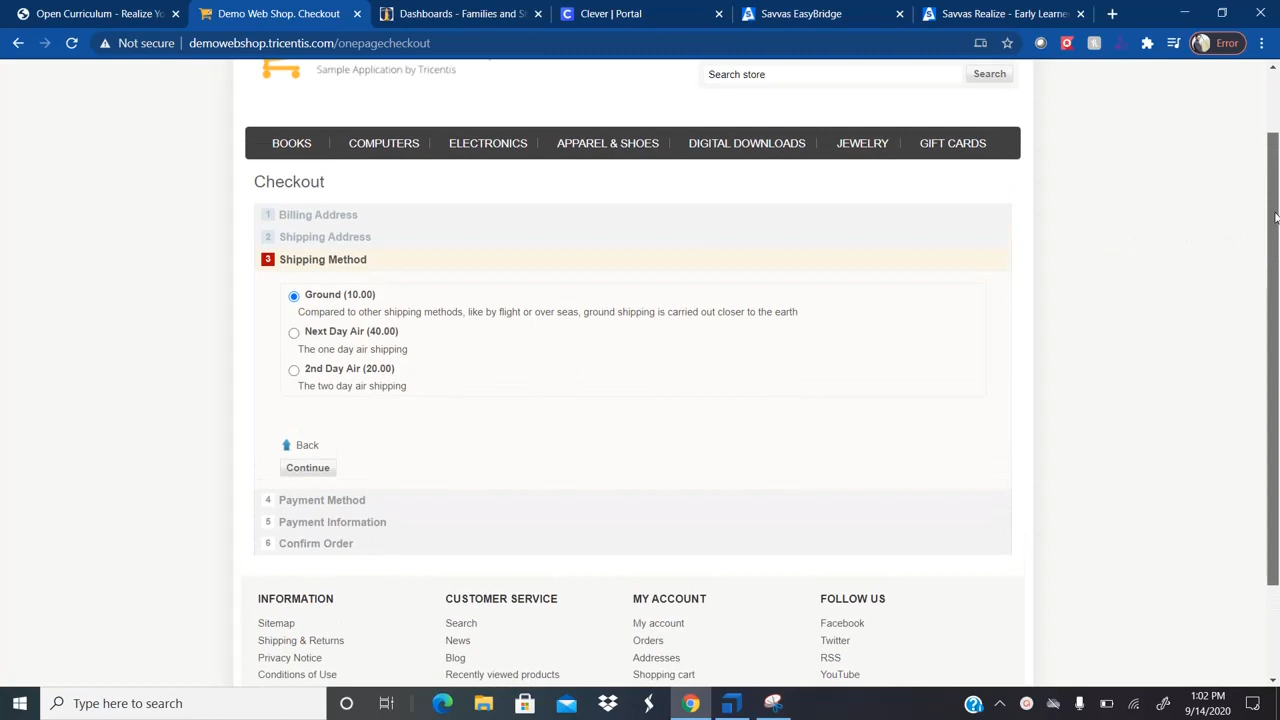 Open Curriculum - Realize Yo
Demo Web Shop. Checkout
Dashboards - Families and S
Clever | Portal
Savvas EasyBridge
Savvas Realize - Early Learne
Not secure
demowebshop.tricentis.com/onepagecheckout
Error
Sample Application by Tricentis
Search store
Search
BOOKS
COMPUTERS
ELECTRONICS
APPAREL & SHOES
DIGITAL DOWNLOADS
JEWELRY
GIFT CARDS
Checkout
1 Billing Address
2 Shipping Address
3 Shipping Method
Ground (10.00)
Compared to other shipping methods, like by flight or over seas, ground shipping is carried out closer to the earth
Next Day Air (40.00)
The one day air shipping
2nd Day Air (20.00)
The two day air shipping
Back
Continue
4 Payment Method
5 Payment Information
6 Confirm Order
INFORMATION
Sitemap
Shipping & Returns
Privacy Notice
Conditions of Use
CUSTOMER SERVICE
Search
News
Blog
Recently viewed products
MY ACCOUNT
My account
Orders
Addresses
Shopping cart
FOLLOW US
Facebook
Twitter
RSS
YouTube
Type here to search
1:02 PM
9/14/2020